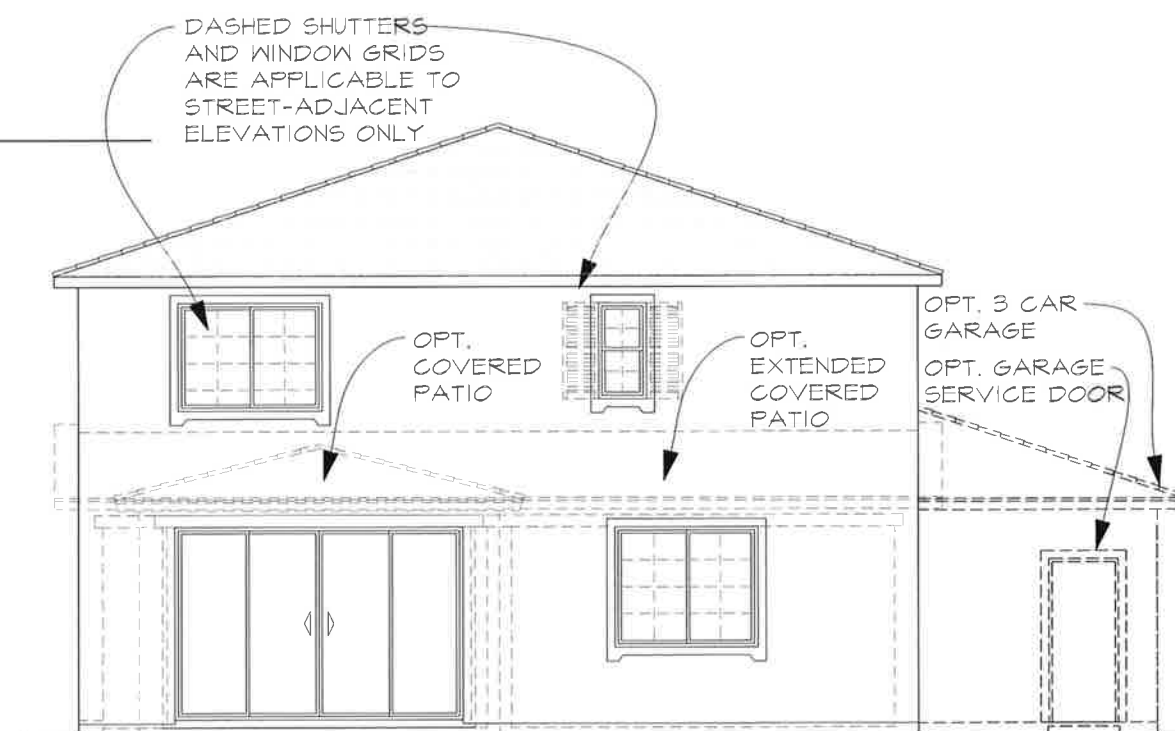 DASHED SHUTTERS
AND WINDOW GRIDS
ARE APPLICABLE TO
STREET-ADJACENT
ELEVATIONS ONLY
OPT.
COVERED
PATIO
OPT.
EXTENDED
COVERED
PATIO
OPT. 3 CAR
GARAGE
OPT. GARAGE
SERVICE DOOR